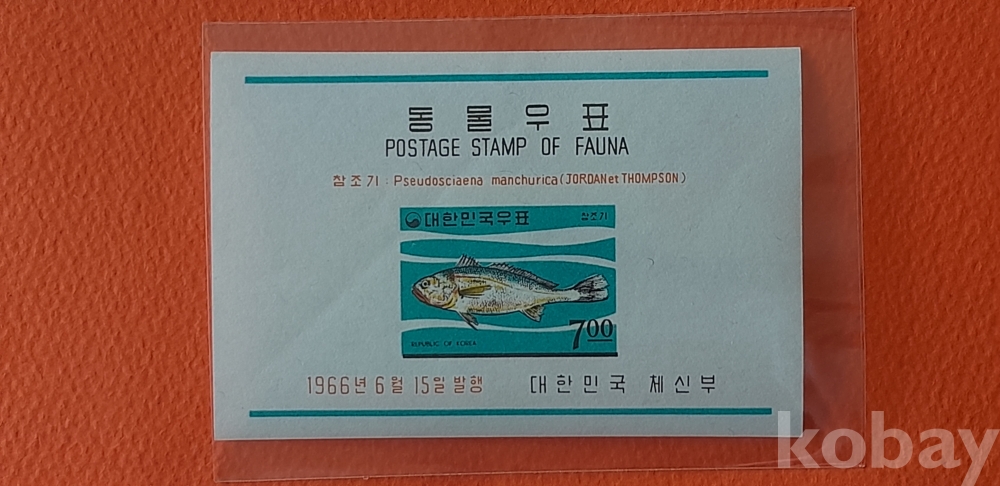 동물우표
POSTAGE STAMP OF FAUNA
참조기 : Pseudosciaena manchurica (JORDAN et THOMPSON)
대한민국우표 참조기
REPUBLIC OF KOREA 700
1966년 6월 15일 발행 대한민국 체신부
kobay